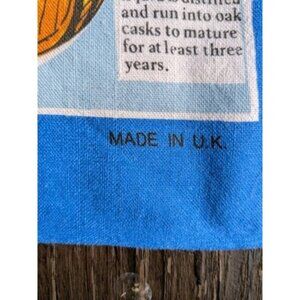 and run into oak
casks to mature
for at least three
years.
MADE IN U.K.